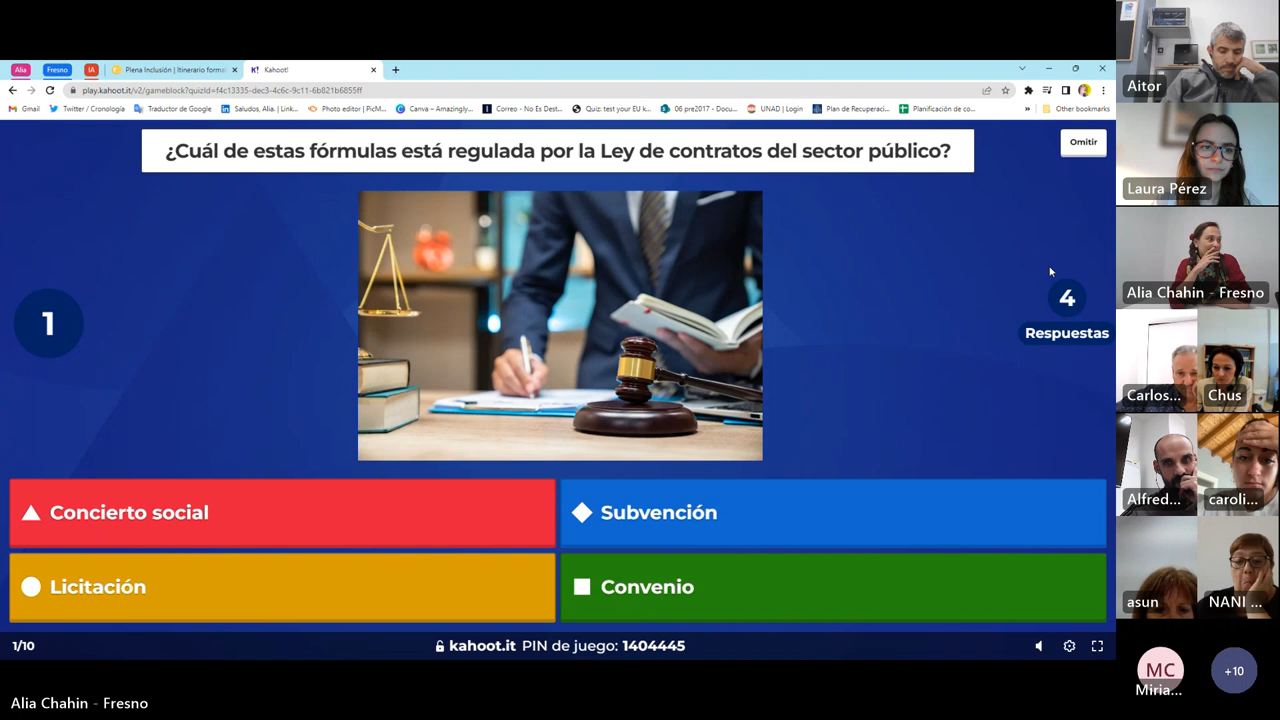 Alia
Fresno
IA
Plena Inclusión | Itinerario forma
K! Kahoot!
play.kahoot.it/v2/gameblock?quizId=f4c13335-dec3-4c6c-9c11-6b821b6855ff
Gmail
Twitter / Cronología
Traductor de Google
Saludos, Alia. | Link...
Photo editor | PicM...
Canva – Amazingly...
Correo - No Es Dest...
Quiz: test your EU k...
06 pre2017 - Docu...
UNAD | Login
Plan de Recuperaci...
Planificación de co...
»
Other bookmarks
¿Cuál de estas fórmulas está regulada por la Ley de contratos del sector público?
Omitir
1
4
Respuestas
Concierto social
Subvención
Licitación
Convenio
1/10
kahoot.it PIN de juego: 1404445
Alia Chahin - Fresno
Aitor
Laura Pérez
Alia Chahin - Fresno
Carlos...
Chus
Alfred...
caroli...
asun
NANI ...
MC
Miria...
+10